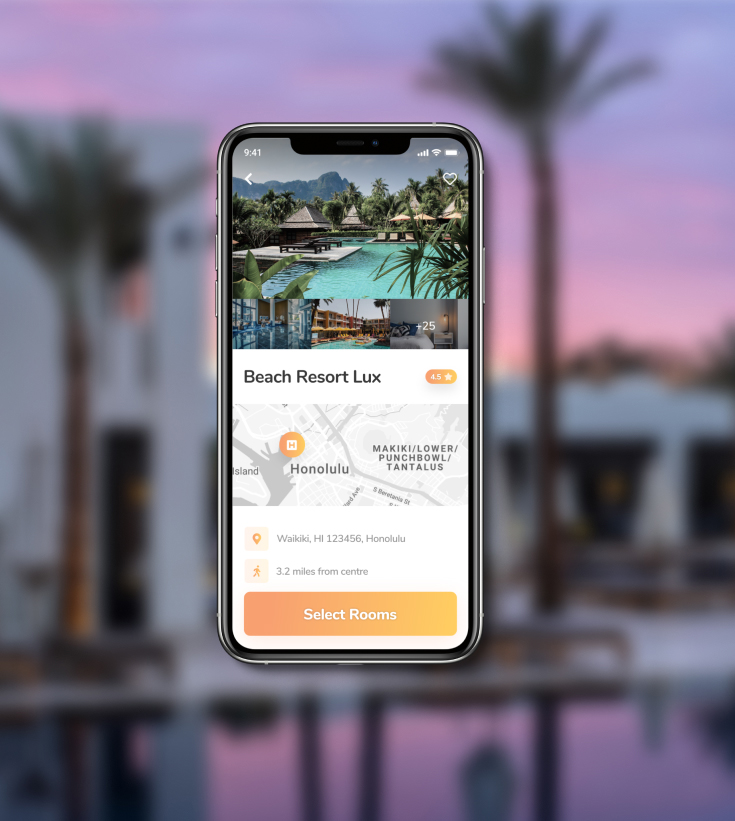 9:41
+25
Beach Resort Lux
4.5
H
MAKIKI/LOWER/
PUNCHBOWL/
TANTALUS
Island
Honolulu
S Beretania St
Waikiki, HI 123456, Honolulu
3.2 miles from centre
Select Rooms